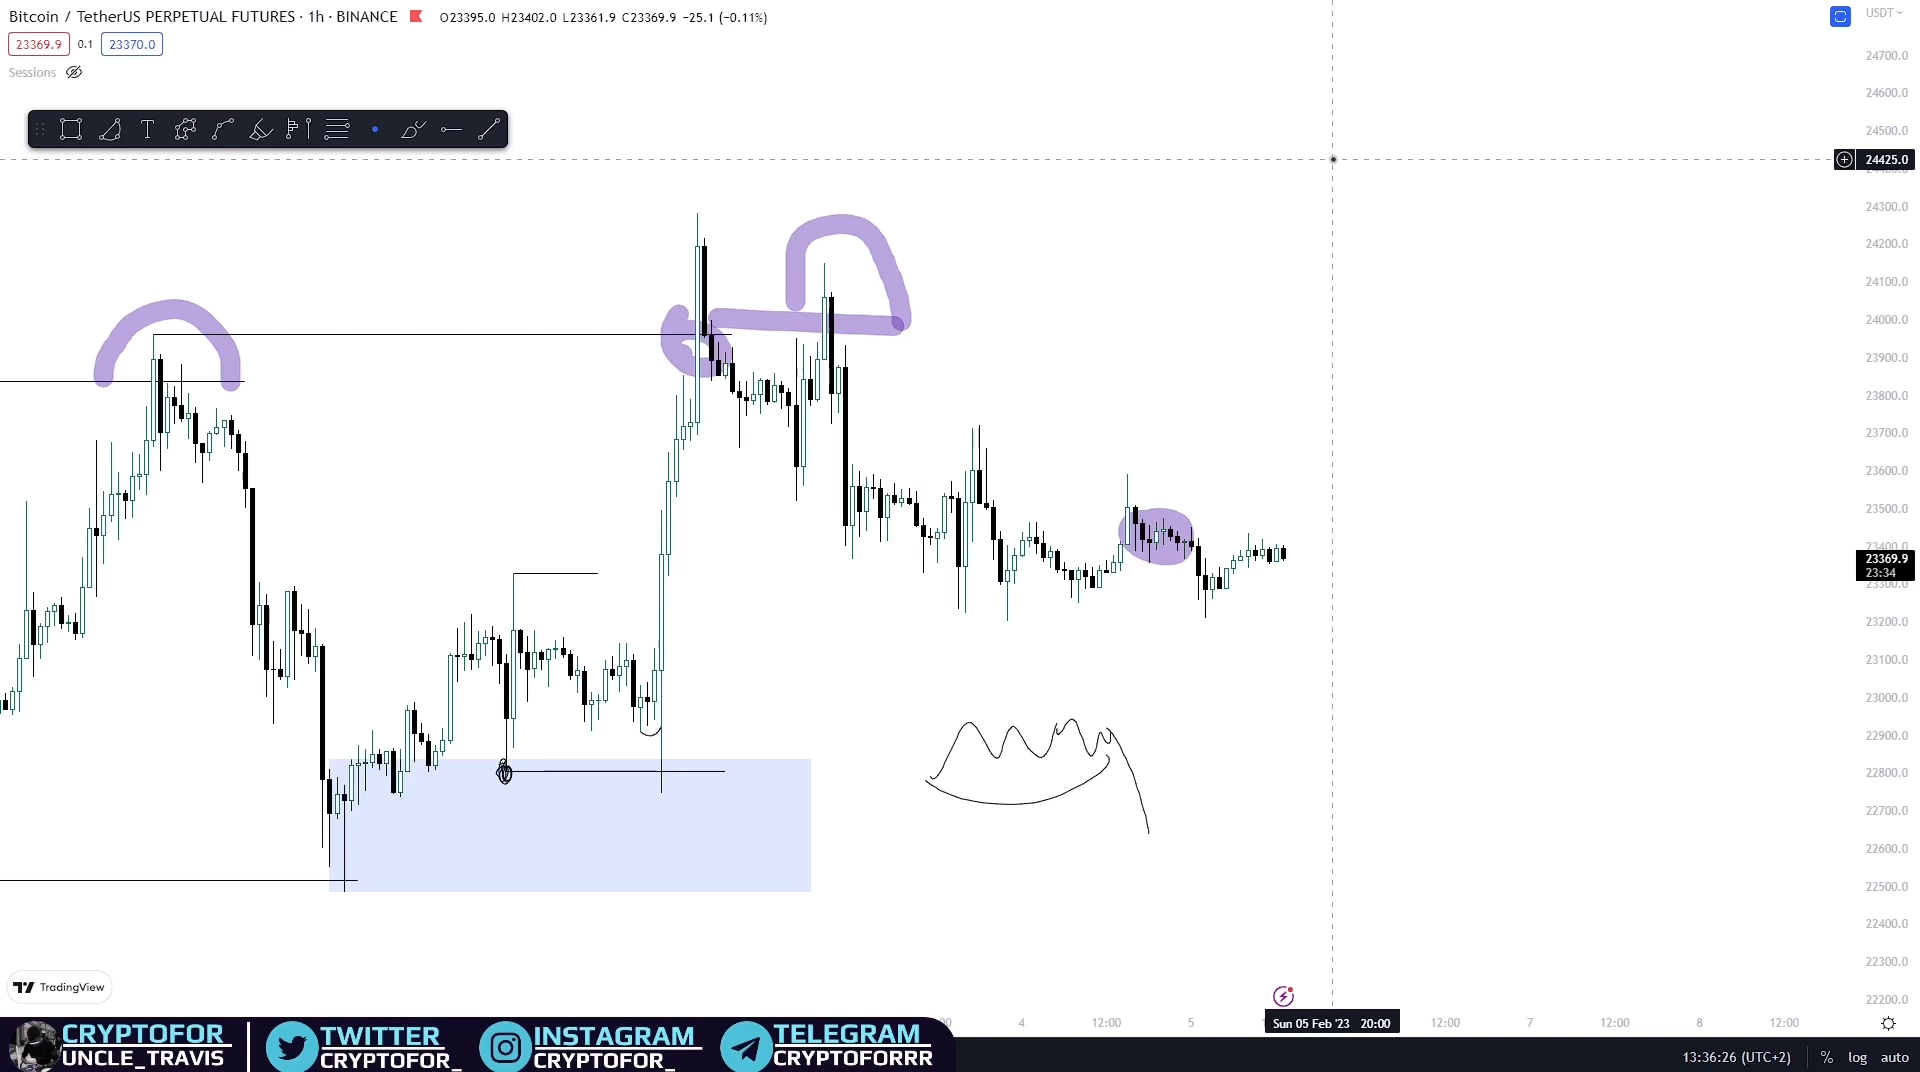 Bitcoin / TetherUS PERPETUAL FUTURES · 1h · BINANCE O23395.0 H23402.0 L23361.9 C23369.9 −25.1 (−0.11%)
USDT
23369.9 0.1 23370.0
Sessions
24700.0
24600.0
24500.0
24425.0
24300.0
24200.0
24100.0
24000.0
23900.0
23800.0
23700.0
23600.0
23500.0
23400.0
23369.9
23:34
23300.0
23200.0
23100.0
23000.0
22900.0
22800.0
22700.0
22600.0
22500.0
22400.0
22300.0
22200.0
TradingView
4 12:00 5 Sun 05 Feb '23 20:00 12:00 7 12:00 8 12:00
CRYPTOFOR
UNCLE_TRAVIS
TWITTER
CRYPTOFOR_
INSTAGRAM
CRYPTOFOR_
TELEGRAM
CRYPTOFORRR
13:36:26 (UTC+2) % log auto